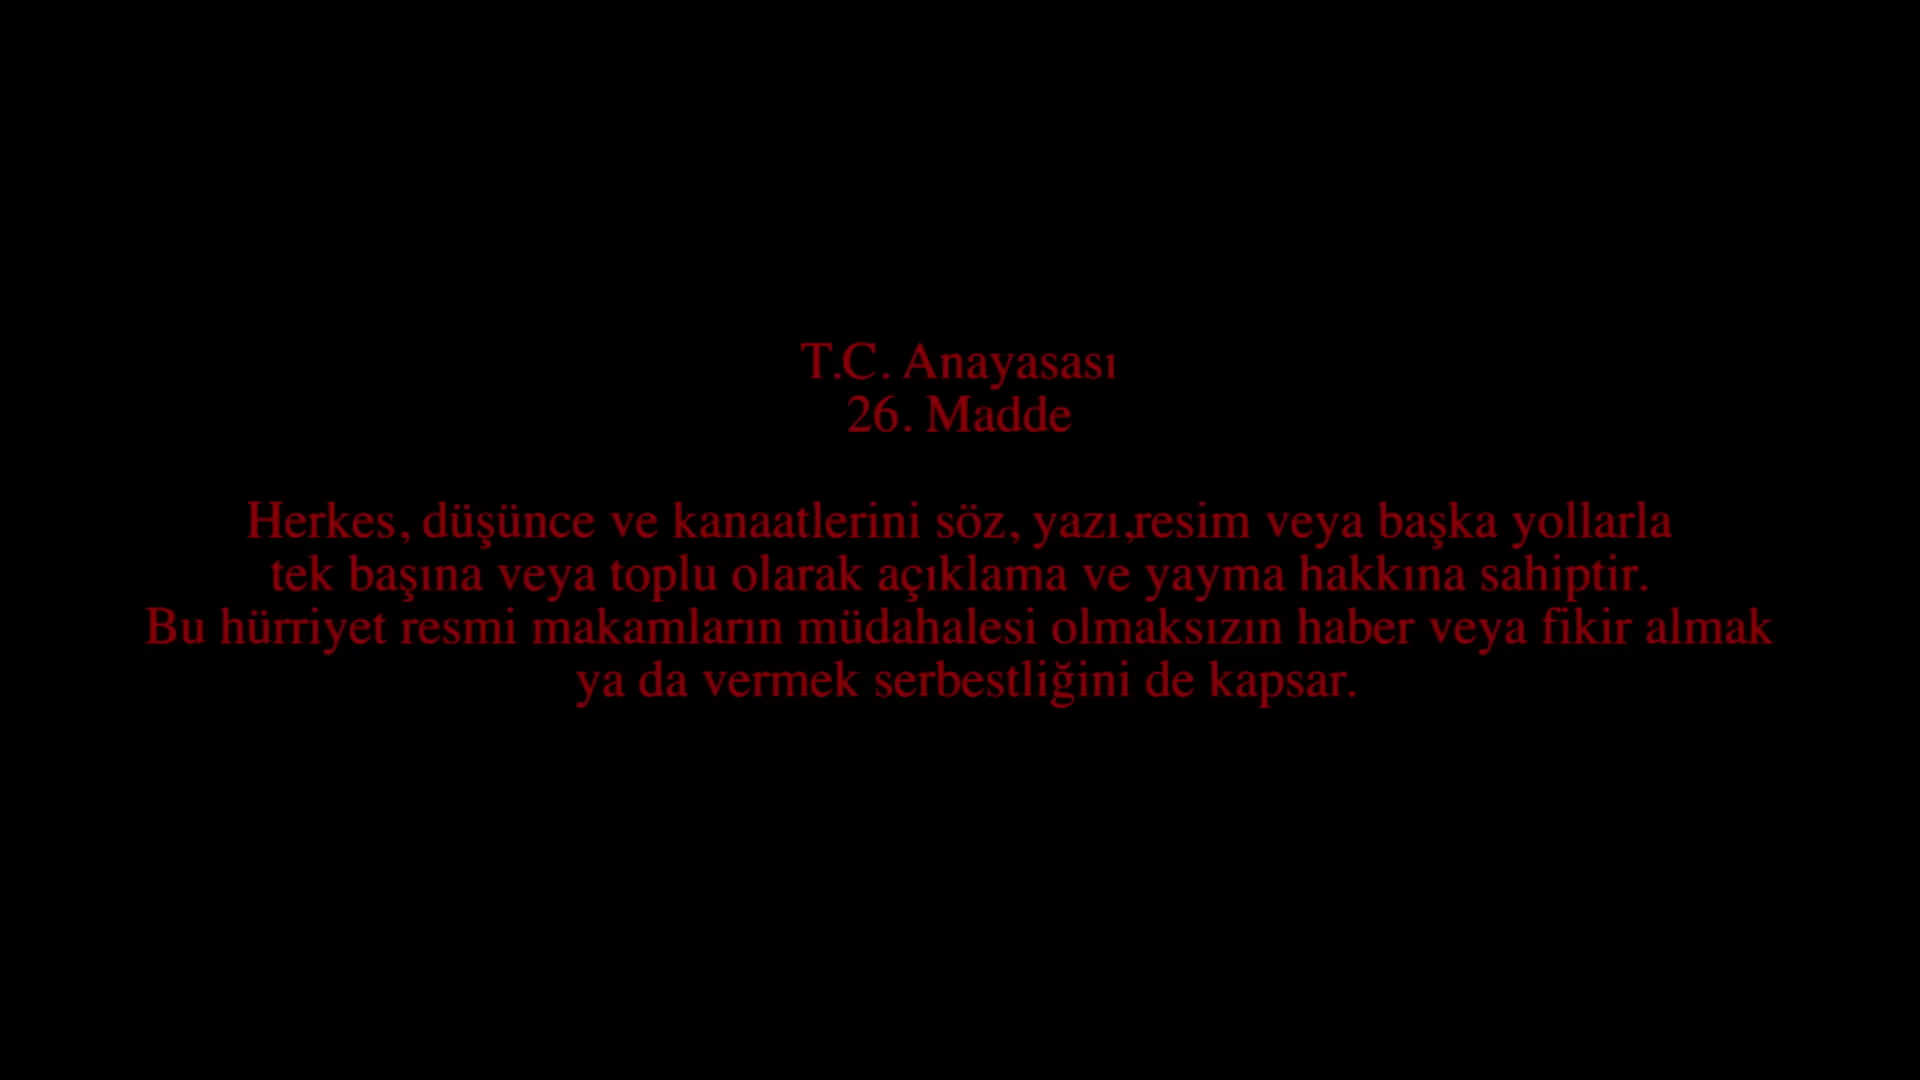 T.C. Anayasası
26. Madde
Herkes, düşünce ve kanaatlerini söz, yazı,resim veya başka yollarla
tek başına veya toplu olarak açıklama ve yayma hakkına sahiptir.
Bu hürriyet resmi makamların müdahalesi olmaksızın haber veya fikir almak
ya da vermek serbestliğini de kapsar.